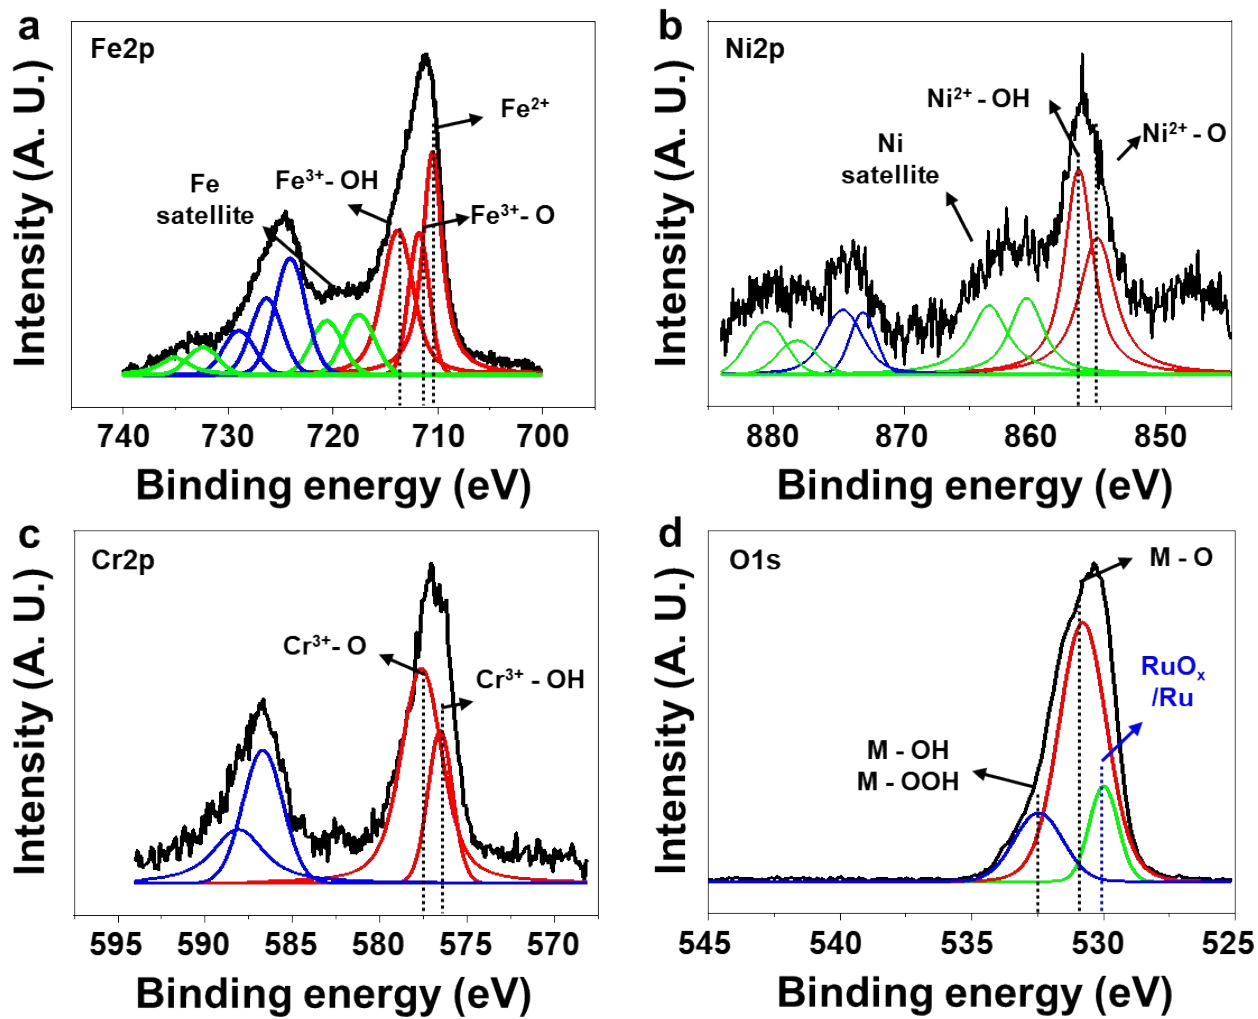 a
Fe2p
Fe²⁺
Fe³⁺- OH
Fe
satellite
Fe³⁺- O
Intensity (A. U.)
740 730 720 710 700
Binding energy (eV)
b
Ni2p
Ni²⁺ - OH
Ni²⁺ - O
Ni
satellite
Intensity (A. U.)
880 870 860 850
Binding energy (eV)
c
Cr2p
Cr³⁺- O
Cr³⁺ - OH
Intensity (A. U.)
595 590 585 580 575 570
Binding energy (eV)
d
O1s
M - O
RuOₓ
/Ru
M - OH
M - OOH
Intensity (A. U.)
545 540 535 530 525
Binding energy (eV)